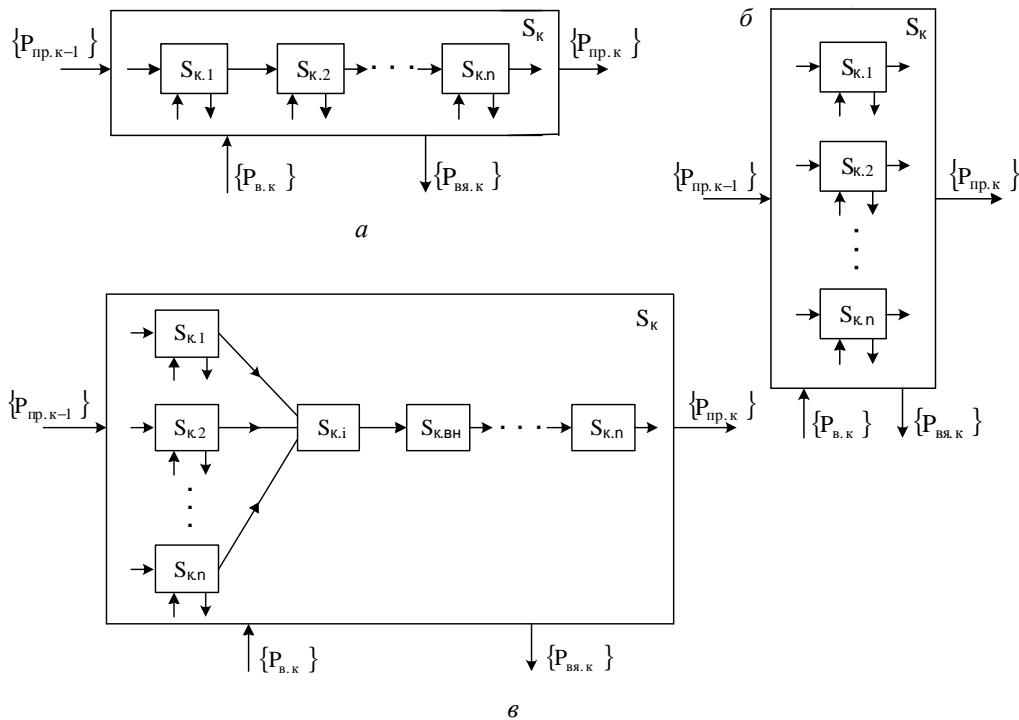 {Pпр.к−1}
Sк
{Pпр.к}
Sк.1
Sк.2
. . .
Sк.n
{Pв.к}
{Pвя.к}
а
б
Sк
Sк.1
{Pпр.к−1}
Sк.2
{Pпр.к}
. . .
Sк.n
{Pв.к}
{Pвя.к}
Sк
Sк.1
{Pпр.к−1}
Sк.2
Sк.i
Sк.вн
. . .
Sк.n
{Pпр.к}
. . .
Sк.n
{Pв.к}
{Pвя.к}
в